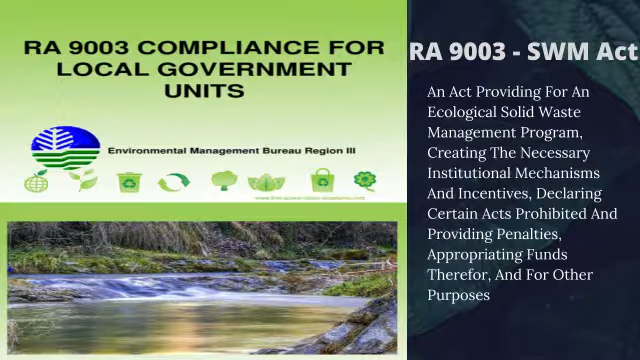 RA 9003 COMPLIANCE FOR
LOCAL GOVERNMENT
UNITS
Environmental Management Bureau Region III
RA 9003 - SWM Act
An Act Providing For An
Ecological Solid Waste
Management Program,
Creating The Necessary
Institutional Mechanisms
And Incentives, Declaring
Certain Acts Prohibited And
Providing Penalties,
Appropriating Funds
Therefor, And For Other
Purposes